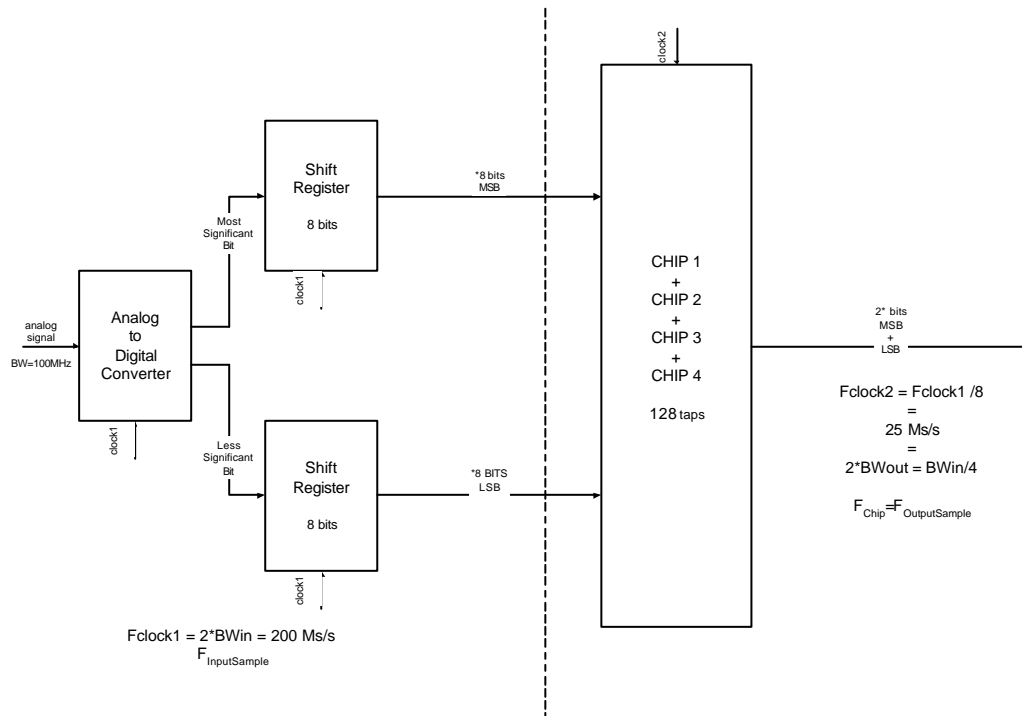 clock2
Shift
Register
8 bits
*8 bits
MSB
Most
Significant
Bit
clock1
analog
signal
BW=100MHz
Analog
to
Digital
Converter
clock1
Less
Significant
Bit
Shift
Register
8 bits
*8 BITS
LSB
clock1
Fclock1 = 2*BWin = 200 Ms/s
F InputSample
CHIP 1
+
CHIP 2
+
CHIP 3
+
CHIP 4
128 taps
2* bits
MSB
+
LSB
Fclock2 = Fclock1 /8
=
25 Ms/s
=
2*BWout = BWin/4
F Chip=F OutputSample